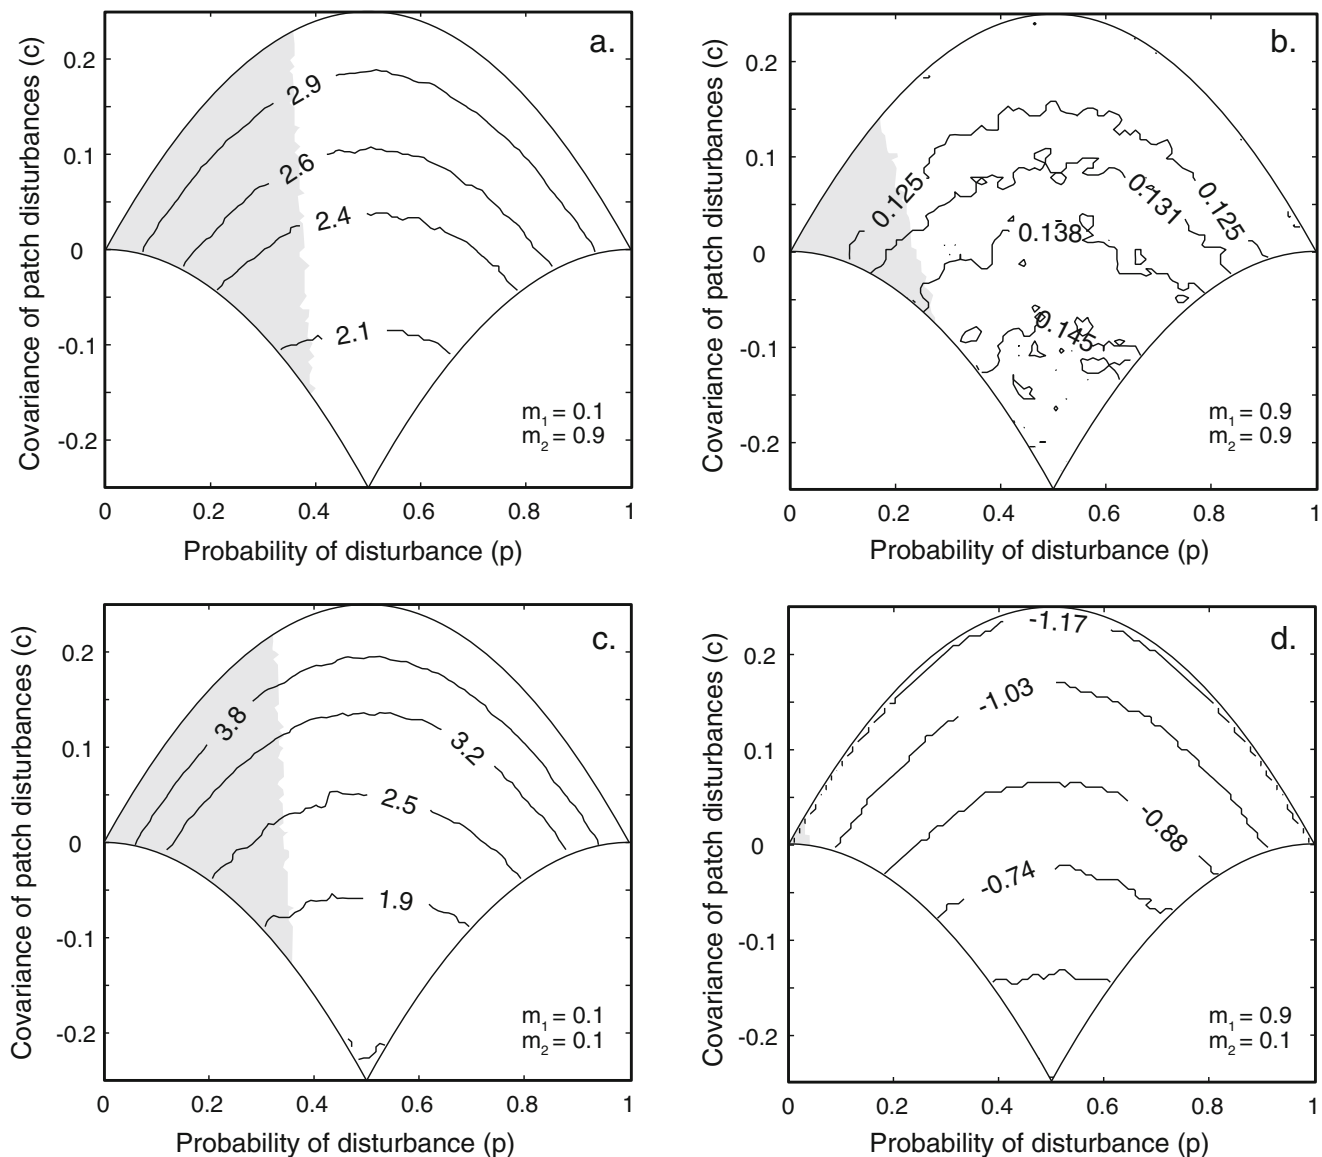 a.
Covariance of patch disturbances (c)
0.2
0.1
0
-0.1
-0.2
2.9
2.6
2.4
2.1
m1 = 0.1
m2 = 0.9
0 0.2 0.4 0.6 0.8 1
Probability of disturbance (p)
b.
Covariance of patch disturbances (c)
0.2
0.1
0
-0.1
-0.2
0.125
0.131
0.125
0.138
0.145
m1 = 0.9
m2 = 0.9
0 0.2 0.4 0.6 0.8 1
Probability of disturbance (p)
c.
Covariance of patch disturbances (c)
0.2
0.1
0
-0.1
-0.2
3.8
3.2
2.5
1.9
m1 = 0.1
m2 = 0.1
0 0.2 0.4 0.6 0.8 1
Probability of disturbance (p)
d.
Covariance of patch disturbances (c)
0.2
0.1
0
-0.1
-0.2
-1.17
-1.03
-0.88
-0.74
m1 = 0.9
m2 = 0.1
0 0.2 0.4 0.6 0.8 1
Probability of disturbance (p)